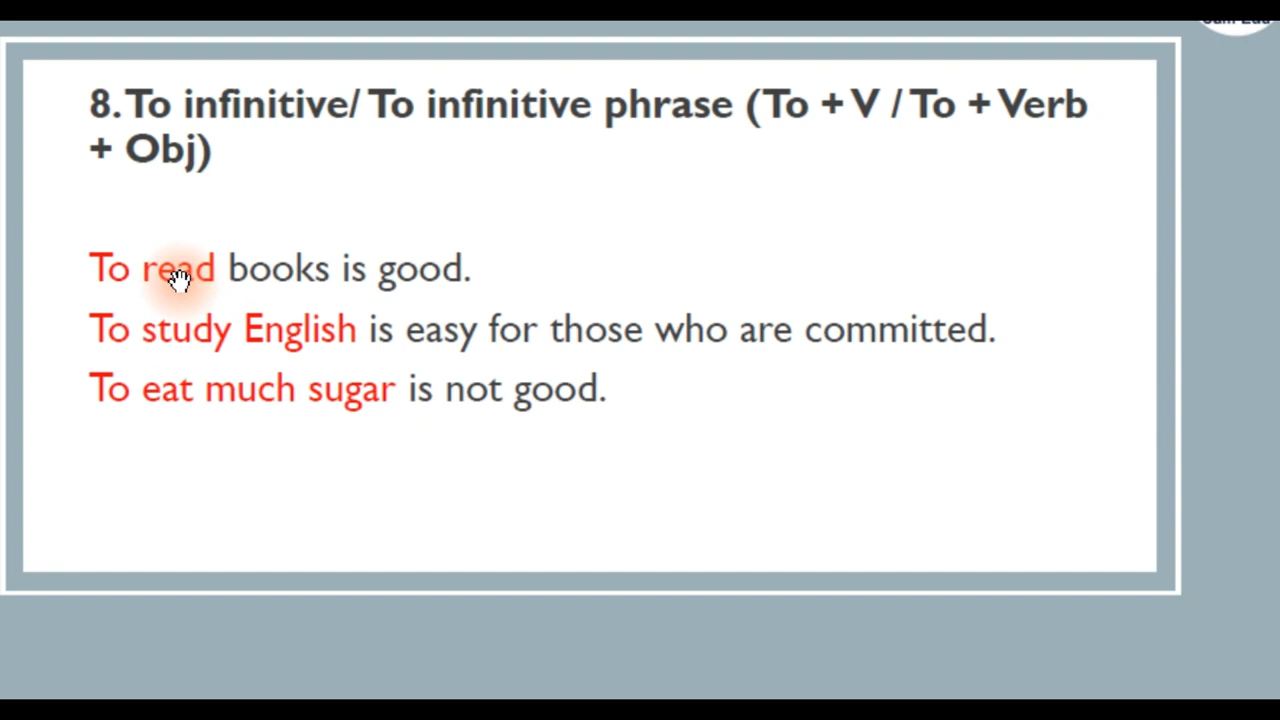 8. To infinitive/ To infinitive phrase (To + V / To + Verb
+ Obj)
To read books is good.
To study English is easy for those who are committed.
To eat much sugar is not good.